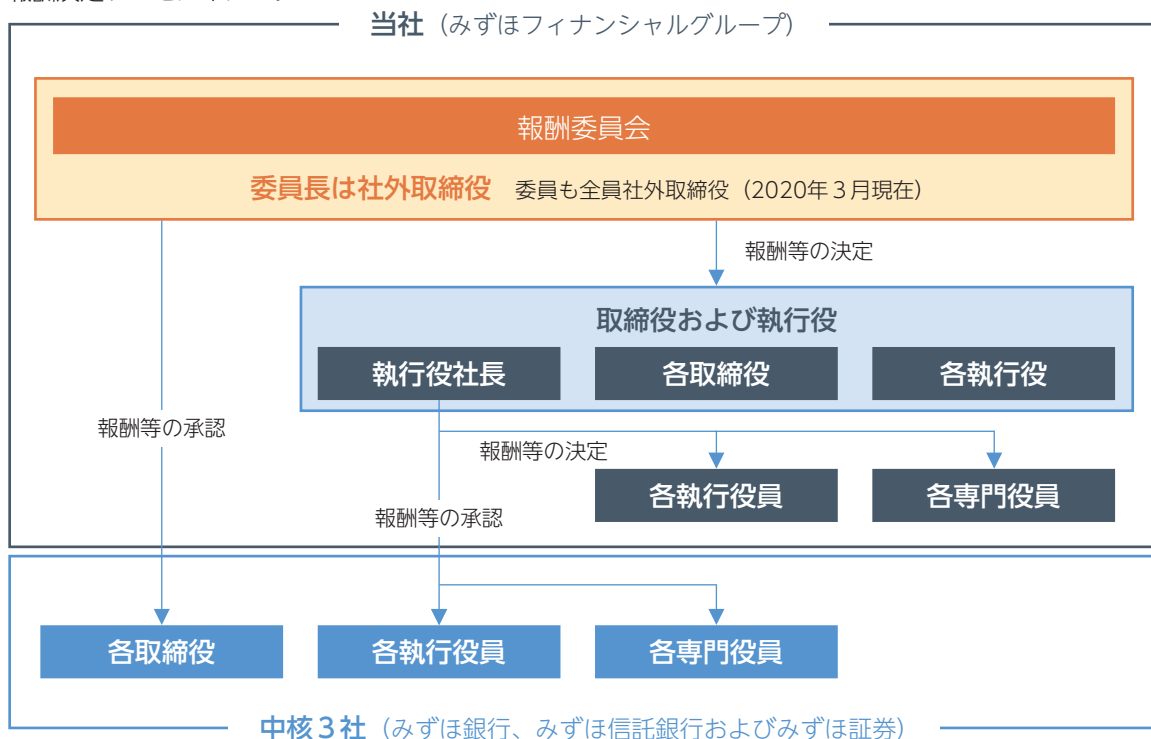 当社（みずほフィナンシャルグループ）
報酬委員会
委員長は社外取締役 委員も全員社外取締役（2020年３月現在）
報酬等の決定
取締役および執行役
執行役社長
各取締役
各執行役
報酬等の承認
報酬等の決定
各執行役員
各専門役員
報酬等の承認
各取締役
各執行役員
各専門役員
中核３社（みずほ銀行、みずほ信託銀行およびみずほ証券）